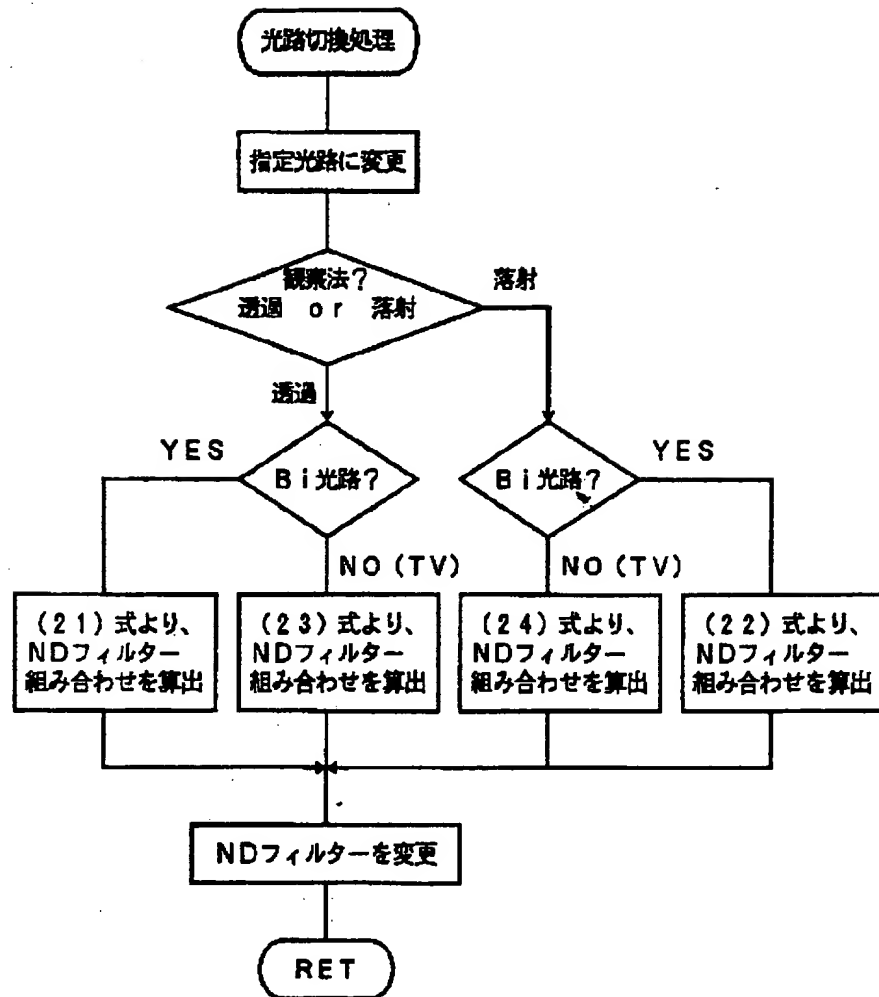 光路切換処理
指定光路に変更
観察法?
透過 or 落射
落射
透過
YES
Bi光路?
Bi光路?
YES
NO(TV)
NO(TV)
(21)式より、
NDフィルター
組み合わせを算出
(23)式より、
NDフィルター
組み合わせを算出
(24)式より、
NDフィルター
組み合わせを算出
(22)式より、
NDフィルター
組み合わせを算出
NDフィルターを変更
RET